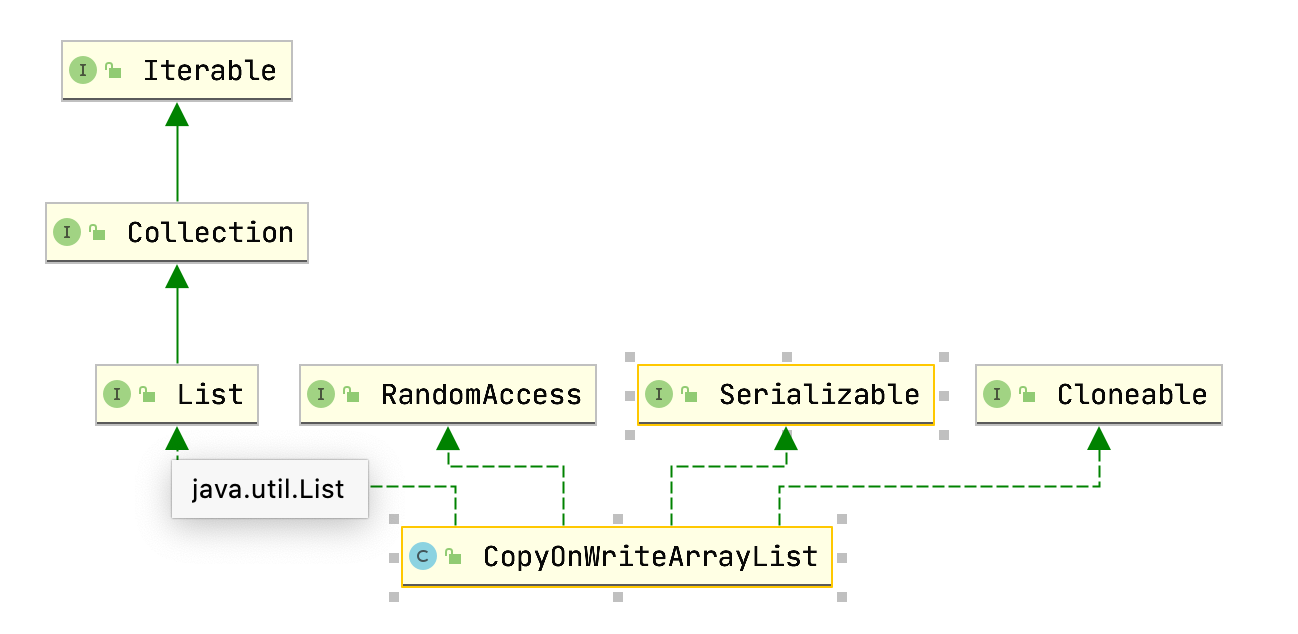 I Iterable
I Collection
I List
I RandomAccess
I Serializable
I Cloneable
java.util.List
C CopyOnWriteArrayList